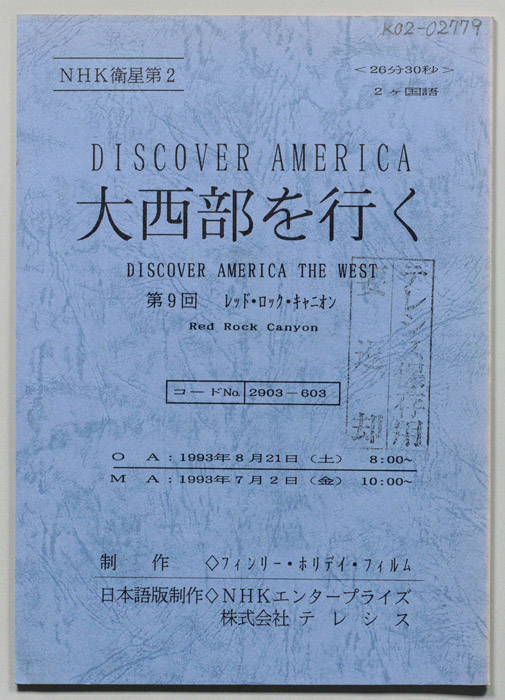 K02-02779
NHK衛星第2
<26分30秒>
2ヶ国語
DISCOVER AMERICA
大西部を行く
DISCOVER AMERICA THE WEST
第9回 レッド・ロック・キャニオン
Red Rock Canyon
テレシス保存用
要返却
コードNo. 2903-603
O A:1993年8月21日(土) 8:00~
M A:1993年7月2日(金) 10:00~
制作 ◇フィンリー・ホリデイ・フィルム
日本語版制作◇NHKエンタープライズ
株式会社テレシス